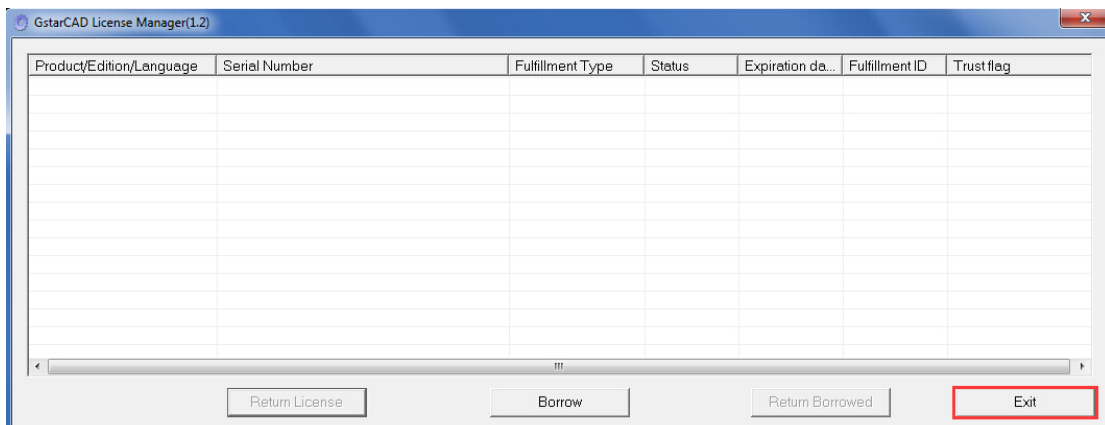 GstarCAD License Manager(1.2)
Product/Edition/Language Serial Number Fulfillment Type Status Expiration da... Fulfillment ID Trust flag
Return License Borrow Return Borrowed Exit